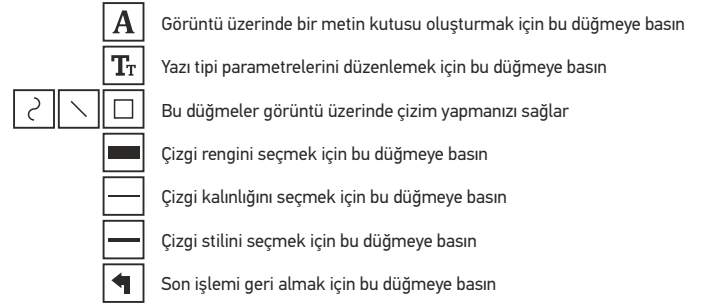 A Görüntü üzerinde bir metin kutusu oluşturmak için bu düğmeye basın
TT Yazı tipi parametrelerini düzenlemek için bu düğmeye basın
Bu düğmeler görüntü üzerinde çizim yapmanızı sağlar
Çizgi rengini seçmek için bu düğmeye basın
Çizgi kalınlığını seçmek için bu düğmeye basın
Çizgi stilini seçmek için bu düğmeye basın
Son işlemi geri almak için bu düğmeye basın